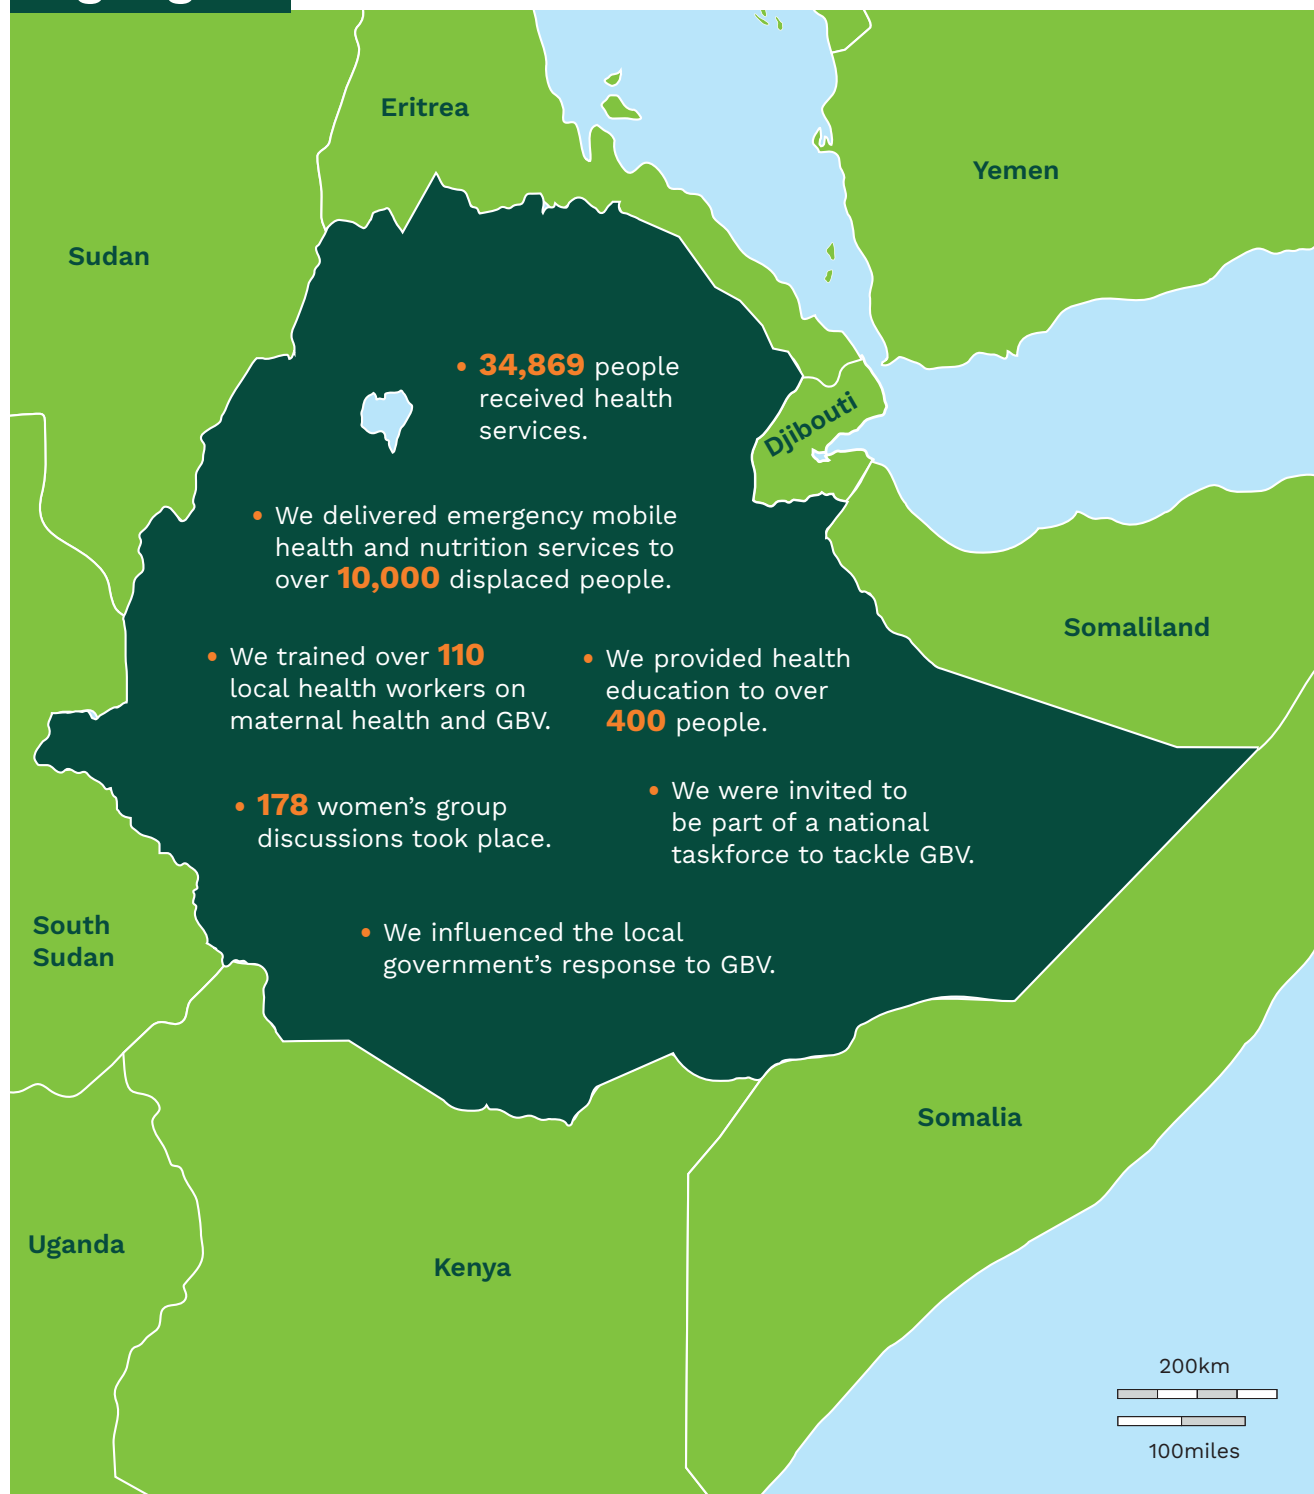 Eritrea
Yemen
Sudan
• 34,869 people
received health
services.
Djibouti
• We delivered emergency mobile
health and nutrition services to
over 10,000 displaced people.
Somaliland
• We trained over 110
local health workers on
maternal health and GBV.
• We provided health
education to over
400 people.
• 178 women’s group
discussions took place.
• We were invited to
be part of a national
taskforce to tackle GBV.
South
Sudan
• We influenced the local
government’s response to GBV.
Somalia
Uganda
Kenya
200km
100miles